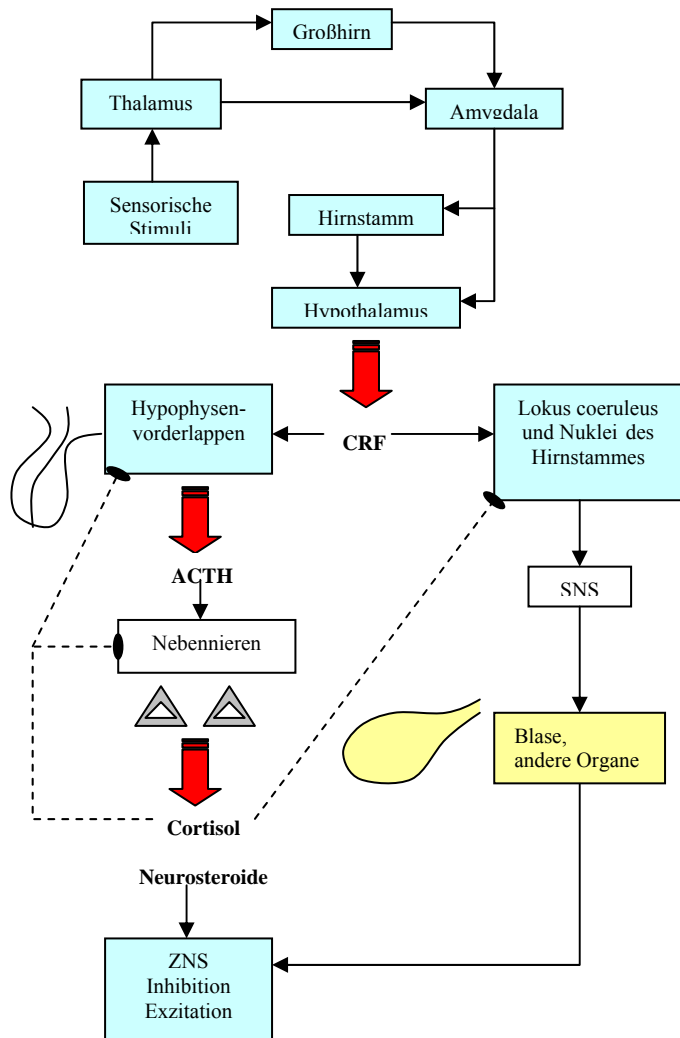 Großhirn
Thalamus
Amygdala
Sensorische
Stimuli
Hirnstamm
Hypothalamus
Hypophysen-
vorderlappen
CRF
Lokus coeruleus
und Nuklei des
Hirnstammes
ACTH
SNS
Nebennieren
Blase,
andere Organe
Cortisol
Neurosteroide
ZNS
Inhibition
Exzitation